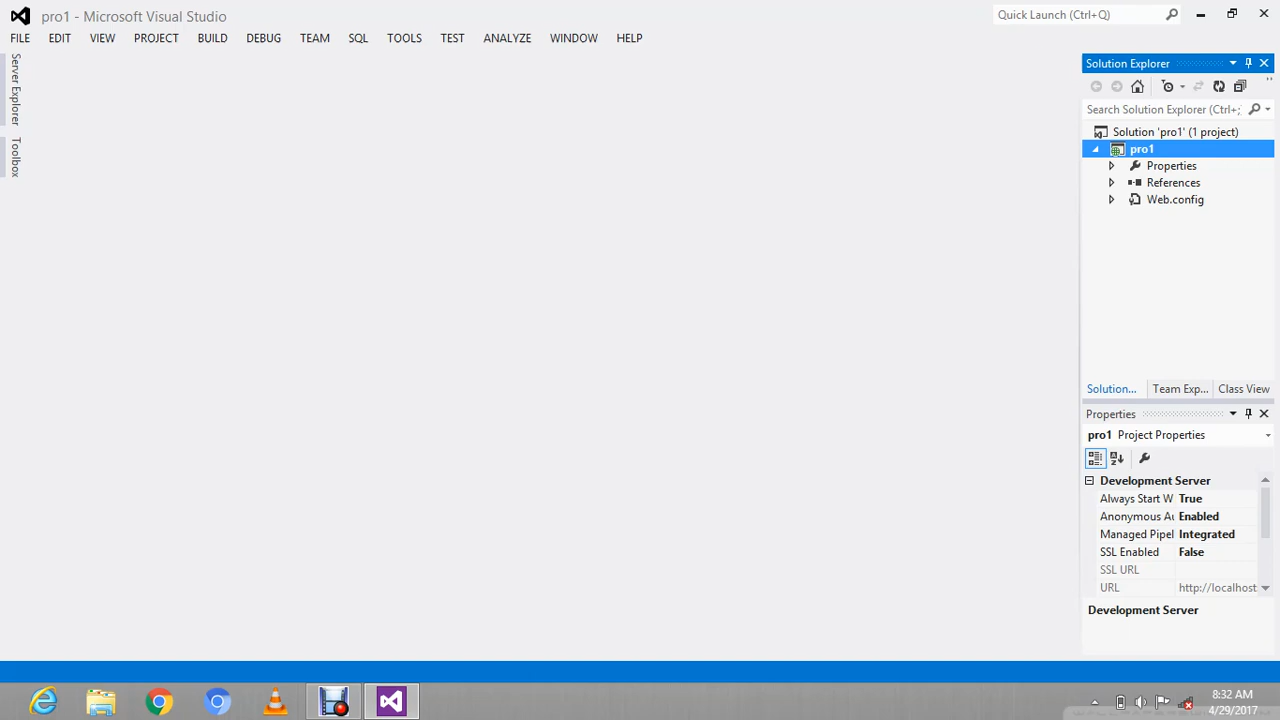 pro1 - Microsoft Visual Studio
Quick Launch (Ctrl+Q)
FILE EDIT VIEW PROJECT BUILD DEBUG TEAM SQL TOOLS TEST ANALYZE WINDOW HELP
Server Explorer
Toolbox
Solution Explorer
Search Solution Explorer (Ctrl+;
Solution 'pro1' (1 project)
pro1
Properties
References
Web.config
Solution... Team Exp... Class View
Properties
pro1 Project Properties
Development Server
Always Start W True
Anonymous Au Enabled
Managed Pipel Integrated
SSL Enabled False
SSL URL
URL http://localhost
Development Server
8:32 AM
4/29/2017